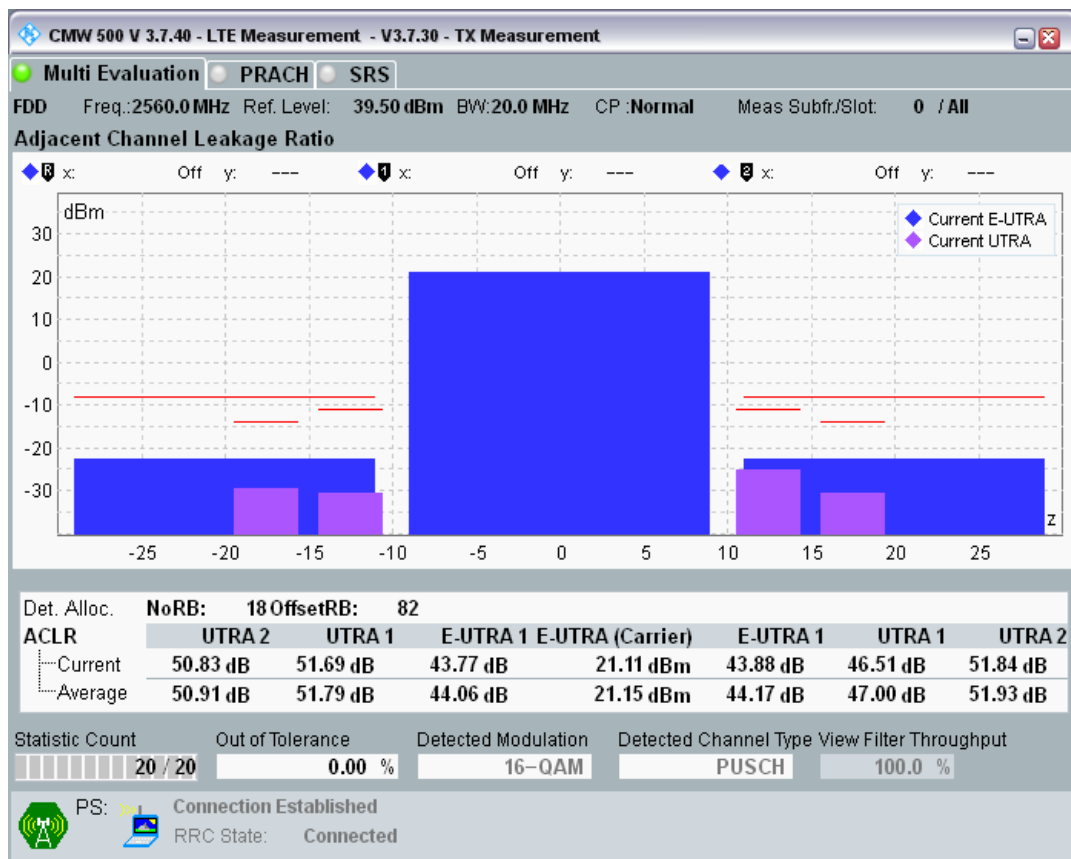 CMW 500 V 3.7.40 - LTE Measurement - V3.7.30 - TX Measurement
Multi Evaluation PRACH SRS
FDD Freq.:2560.0 MHz Ref. Level: 39.50 dBm BW:20.0 MHz CP :Normal Meas Subfr./Slot: 0 / All
Adjacent Channel Leakage Ratio
R x: Off y: --- 1 x: Off y: --- 2 x: Off y: ---
dBm
Current E-UTRA
Current UTRA
30
20
10
0
-10
-20
-30
z
-25 -20 -15 -10 -5 0 5 10 15 20 25
Det. Alloc. NoRB: 18 OffsetRB: 82
ACLR UTRA 2 UTRA 1 E-UTRA 1 E-UTRA (Carrier) E-UTRA 1 UTRA 1 UTRA 2
Current 50.83 dB 51.69 dB 43.77 dB 21.11 dBm 43.88 dB 46.51 dB 51.84 dB
Average 50.91 dB 51.79 dB 44.06 dB 21.15 dBm 44.17 dB 47.00 dB 51.93 dB
Statistic Count Out of Tolerance Detected Modulation Detected Channel Type View Filter Throughput
20 / 20 0.00 % 16-QAM PUSCH 100.0 %
PS: Connection Established
RRC State: Connected